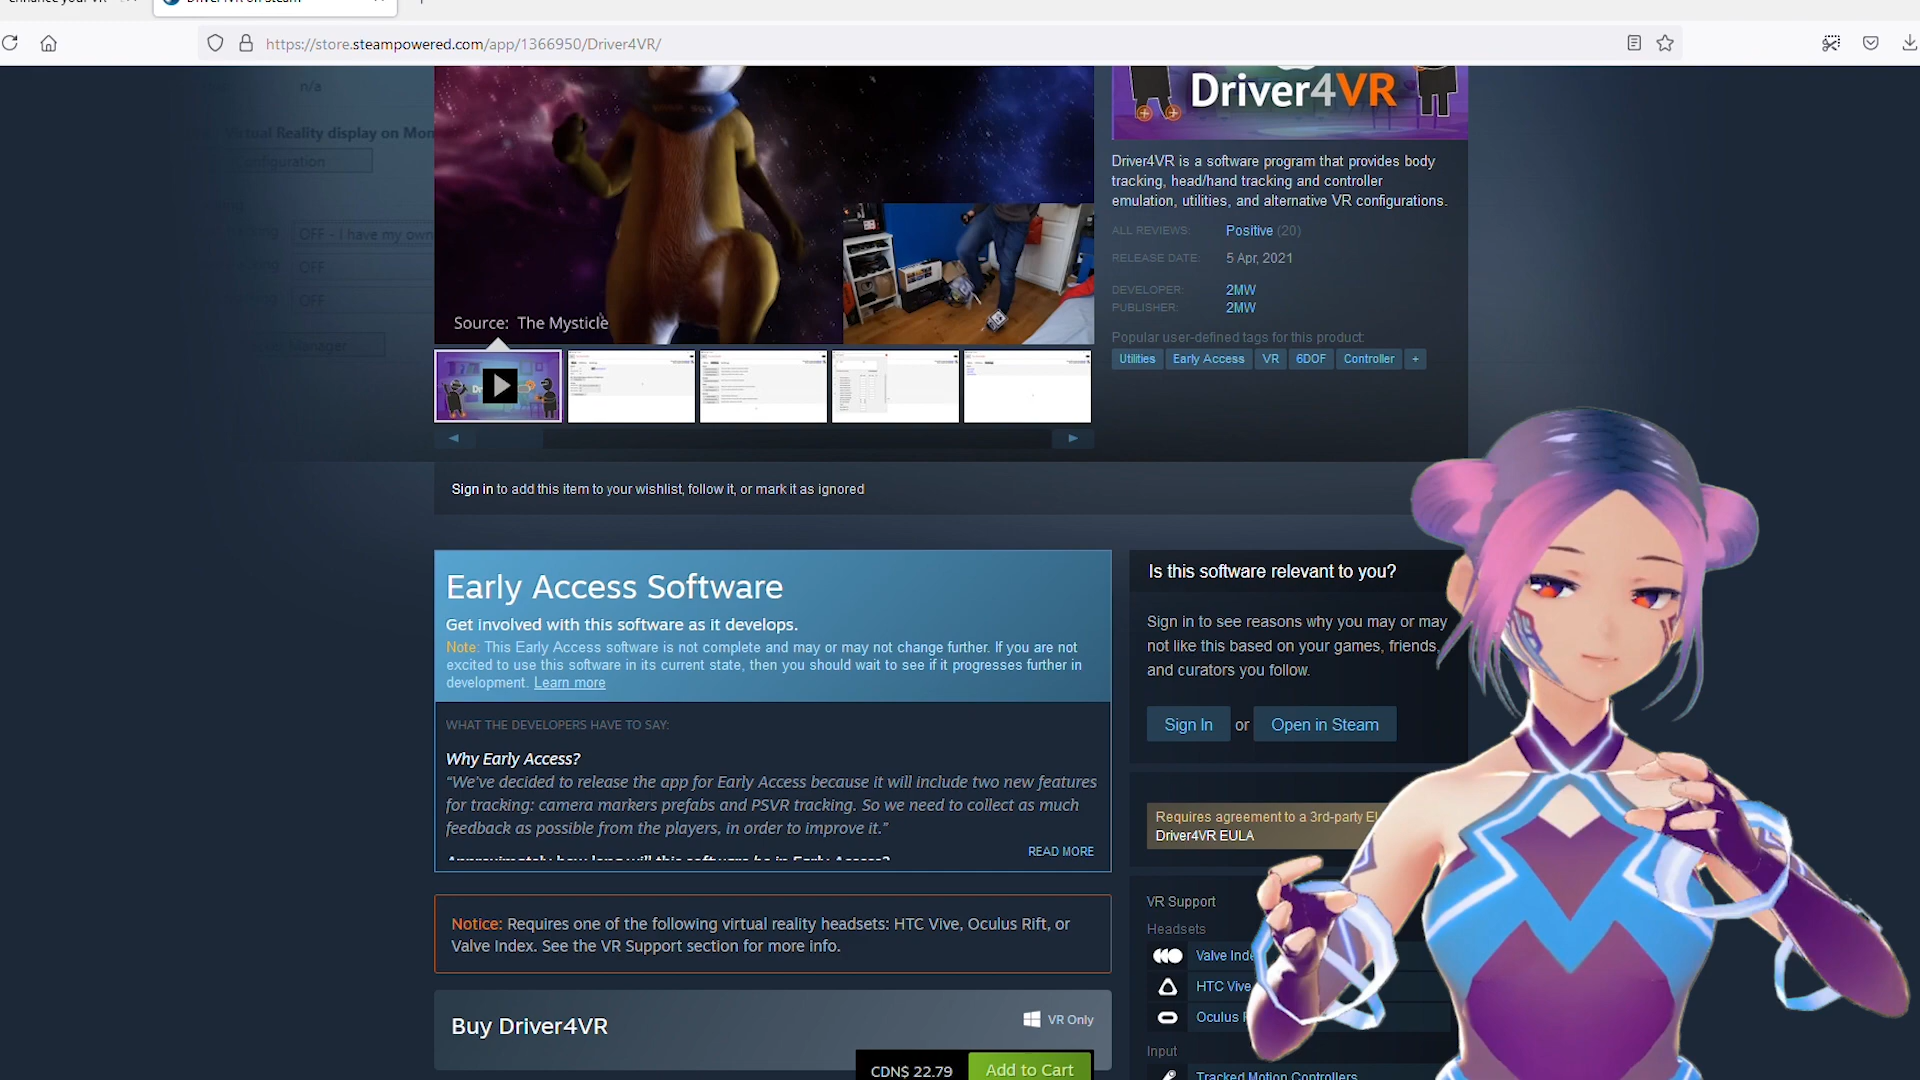 https://store.steampowered.com/app/1366950/Driver4VR/
n/a
Virtual Reality display on Mon
Configuration
OFF - I have my own
OFF
OFF
Manager
Source: The Mysticle
Driver4VR
Driver4VR is a software program that provides body
tracking, head/hand tracking and controller
emulation, utilities, and alternative VR configurations.
ALL REVIEWS: Positive (20)
RELEASE DATE: 5 Apr, 2021
DEVELOPER: 2MW
PUBLISHER: 2MW
Popular user-defined tags for this product:
Utilities Early Access VR 6DOF Controller +
Sign in to add this item to your wishlist, follow it, or mark it as ignored
Early Access Software
Get involved with this software as it develops.
Note: This Early Access software is not complete and may or may not change further. If you are not
excited to use this software in its current state, then you should wait to see if it progresses further in
development. Learn more
WHAT THE DEVELOPERS HAVE TO SAY:
Why Early Access?
“We’ve decided to release the app for Early Access because it will include two new features
for tracking: camera markers prefabs and PSVR tracking. So we need to collect as much
feedback as possible from the players, in order to improve it.”
Approximately how long will this software be in Early Access?
READ MORE
Notice: Requires one of the following virtual reality headsets: HTC Vive, Oculus Rift, or
Valve Index. See the VR Support section for more info.
Buy Driver4VR
VR Only
CDN$ 22.79 Add to Cart
Is this software relevant to you?
Sign in to see reasons why you may or may
not like this based on your games, friends,
and curators you follow.
Sign In or Open in Steam
Requires agreement to a 3rd-party EU
Driver4VR EULA
VR Support
Headsets
Valve Inde
HTC Vive
Oculus
Input
Tracked Motion Controllers